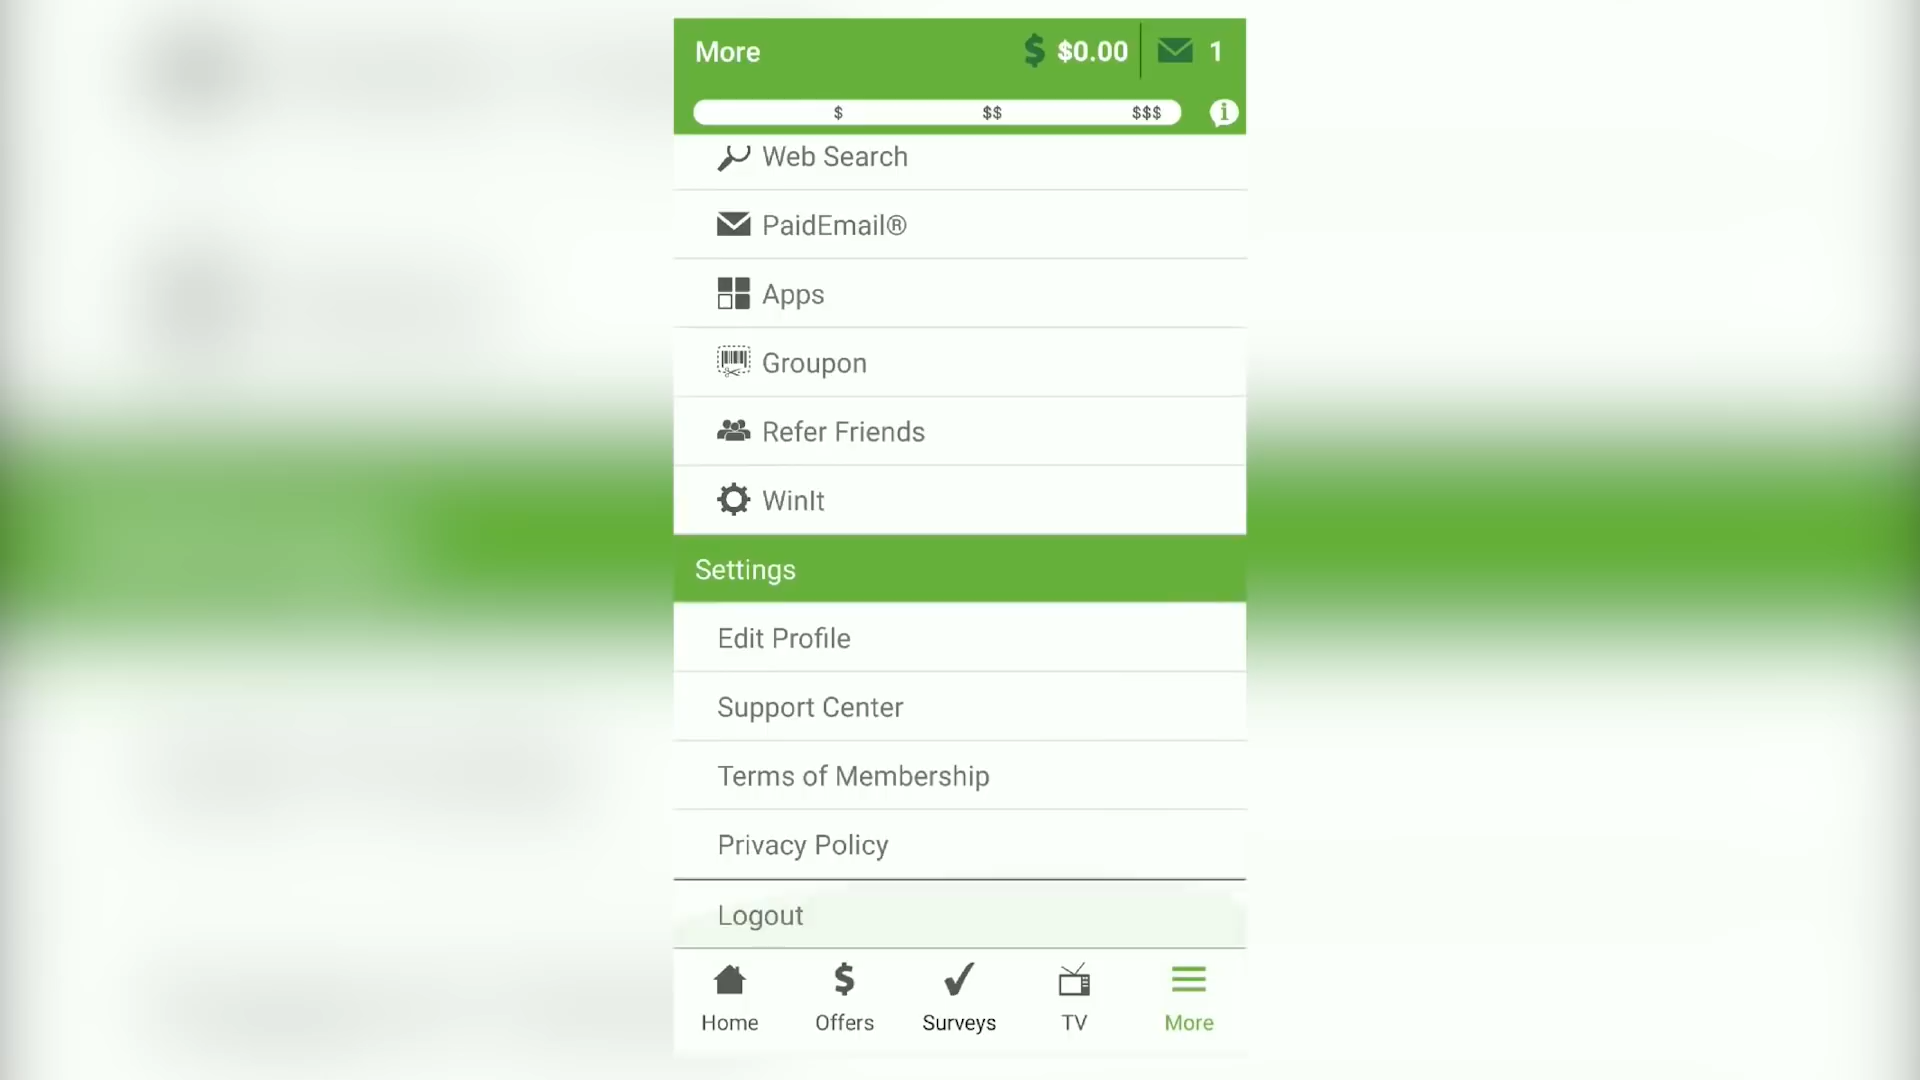 More
$0.00
1
$ $$ $$$
i
Web Search
PaidEmail®
Apps
Groupon
Refer Friends
WinIt
Settings
Edit Profile
Support Center
Terms of Membership
Privacy Policy
Logout
Home Offers Surveys TV More